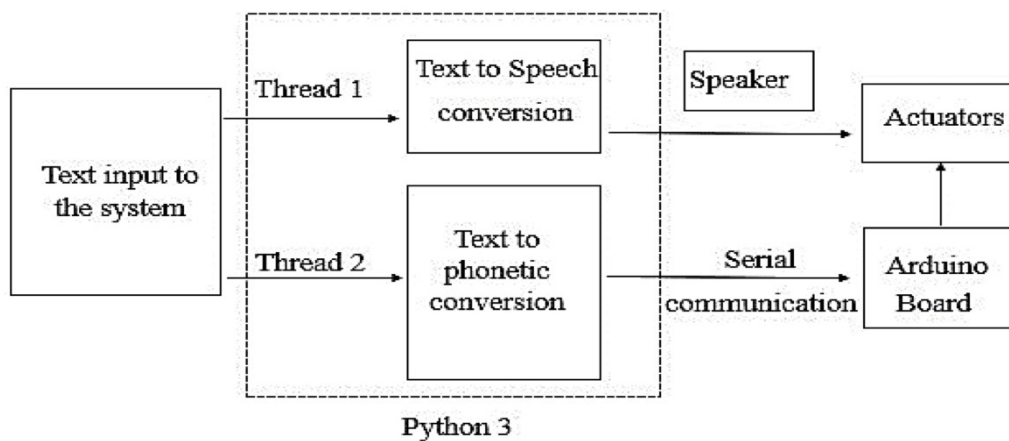 Text input to
the system
Thread 1
Text to Speech
conversion
Speaker
Actuators
Thread 2
Text to
phonetic
conversion
Serial
communication
Arduino
Board
Python 3